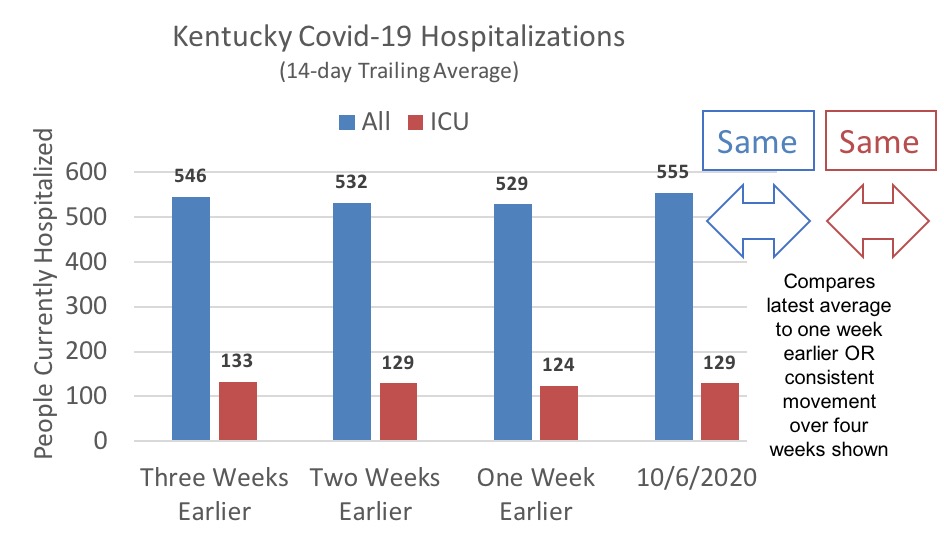 Kentucky Covid-19 Hospitalizations
(14-day Trailing Average)
All ICU
Same Same
People Currently Hospitalized
600
500
400
300
200
100
0
546
133
532
129
529
124
555
129
Three Weeks
Earlier
Two Weeks
Earlier
One Week
Earlier
10/6/2020
Compares
latest average
to one week
earlier OR
consistent
movement
over four
weeks shown